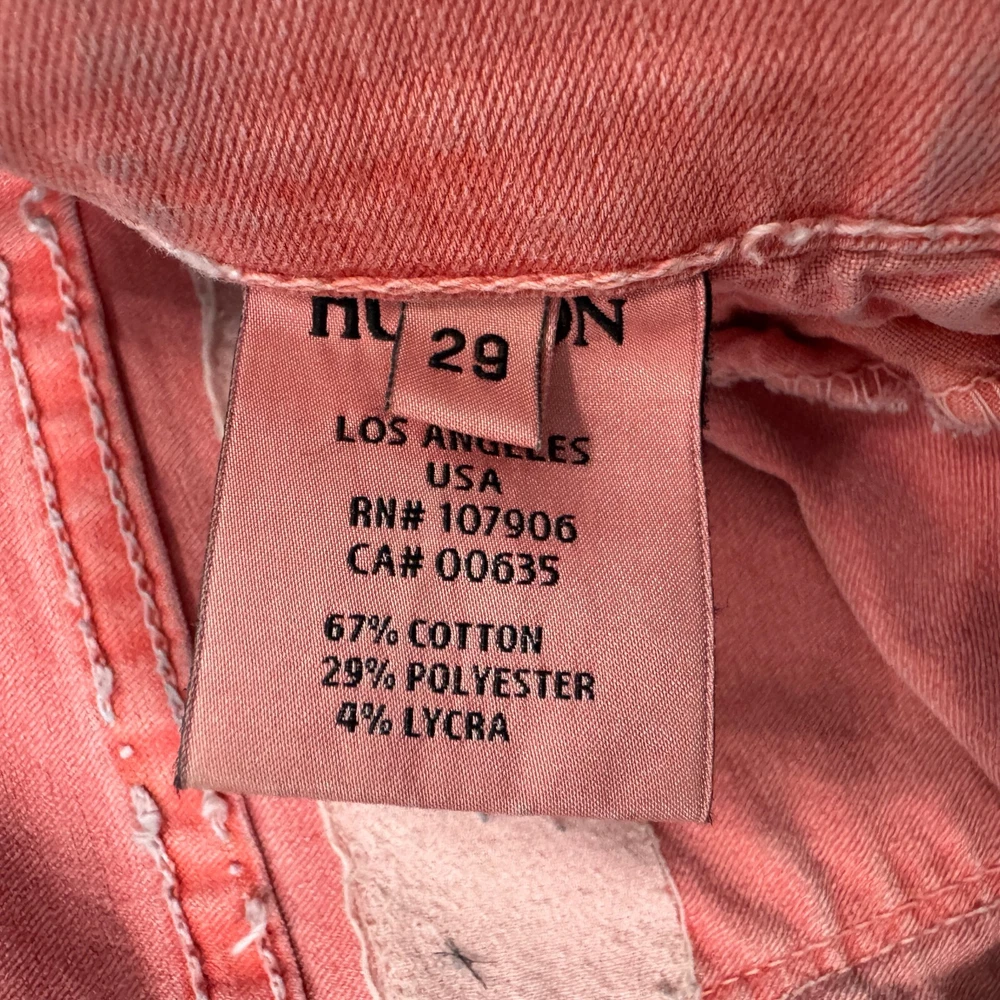 29
LOS ANGELES
USA
RN# 107906
CA# 00635
67% COTTON
29% POLYESTER
4% LYCRA